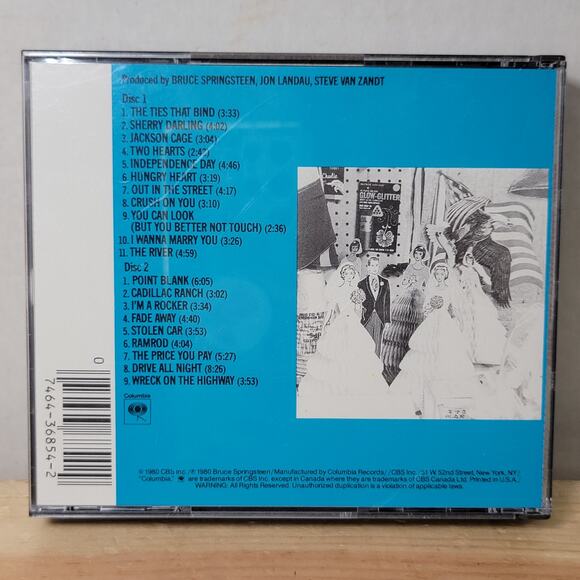 Produced by BRUCE SPRINGSTEEN, JON LANDAU, STEVE VAN ZANDT
Disc 1
1. THE TIES THAT BIND (3:33)
2. SHERRY DARLING (4:02)
3. JACKSON CAGE (3:04)
4. TWO HEARTS (2:42)
5. INDEPENDENCE DAY (4:46)
6. HUNGRY HEART (3:19)
7. OUT IN THE STREET (4:17)
8. CRUSH ON YOU (3:10)
9. YOU CAN LOOK
(BUT YOU BETTER NOT TOUCH) (2:36)
10. I WANNA MARRY YOU (3:26)
11. THE RIVER (4:59)
Disc 2
1. POINT BLANK (6:05)
2. CADILLAC RANCH (3:02)
3. I'M A ROCKER (3:34)
4. FADE AWAY (4:40)
5. STOLEN CAR (3:53)
6. RAMROD (4:04)
7. THE PRICE YOU PAY (5:27)
8. DRIVE ALL NIGHT (8:26)
9. WRECK ON THE HIGHWAY (3:53)
Columbia
0
7464-36854-2
Charlie
GLOW-GLITTER
℗ 1980 CBS Inc./℗ 1980 Bruce Springsteen/Manufactured by Columbia Records/CBS Inc./51 W. 52nd Street, New York, NY/
"Columbia," are trademarks of CBS Inc. except in Canada where they are trademarks of CBS Canada Ltd. Printed in U.S.A.
WARNING: All Rights Reserved. Unauthorized duplication is a violation of applicable laws.